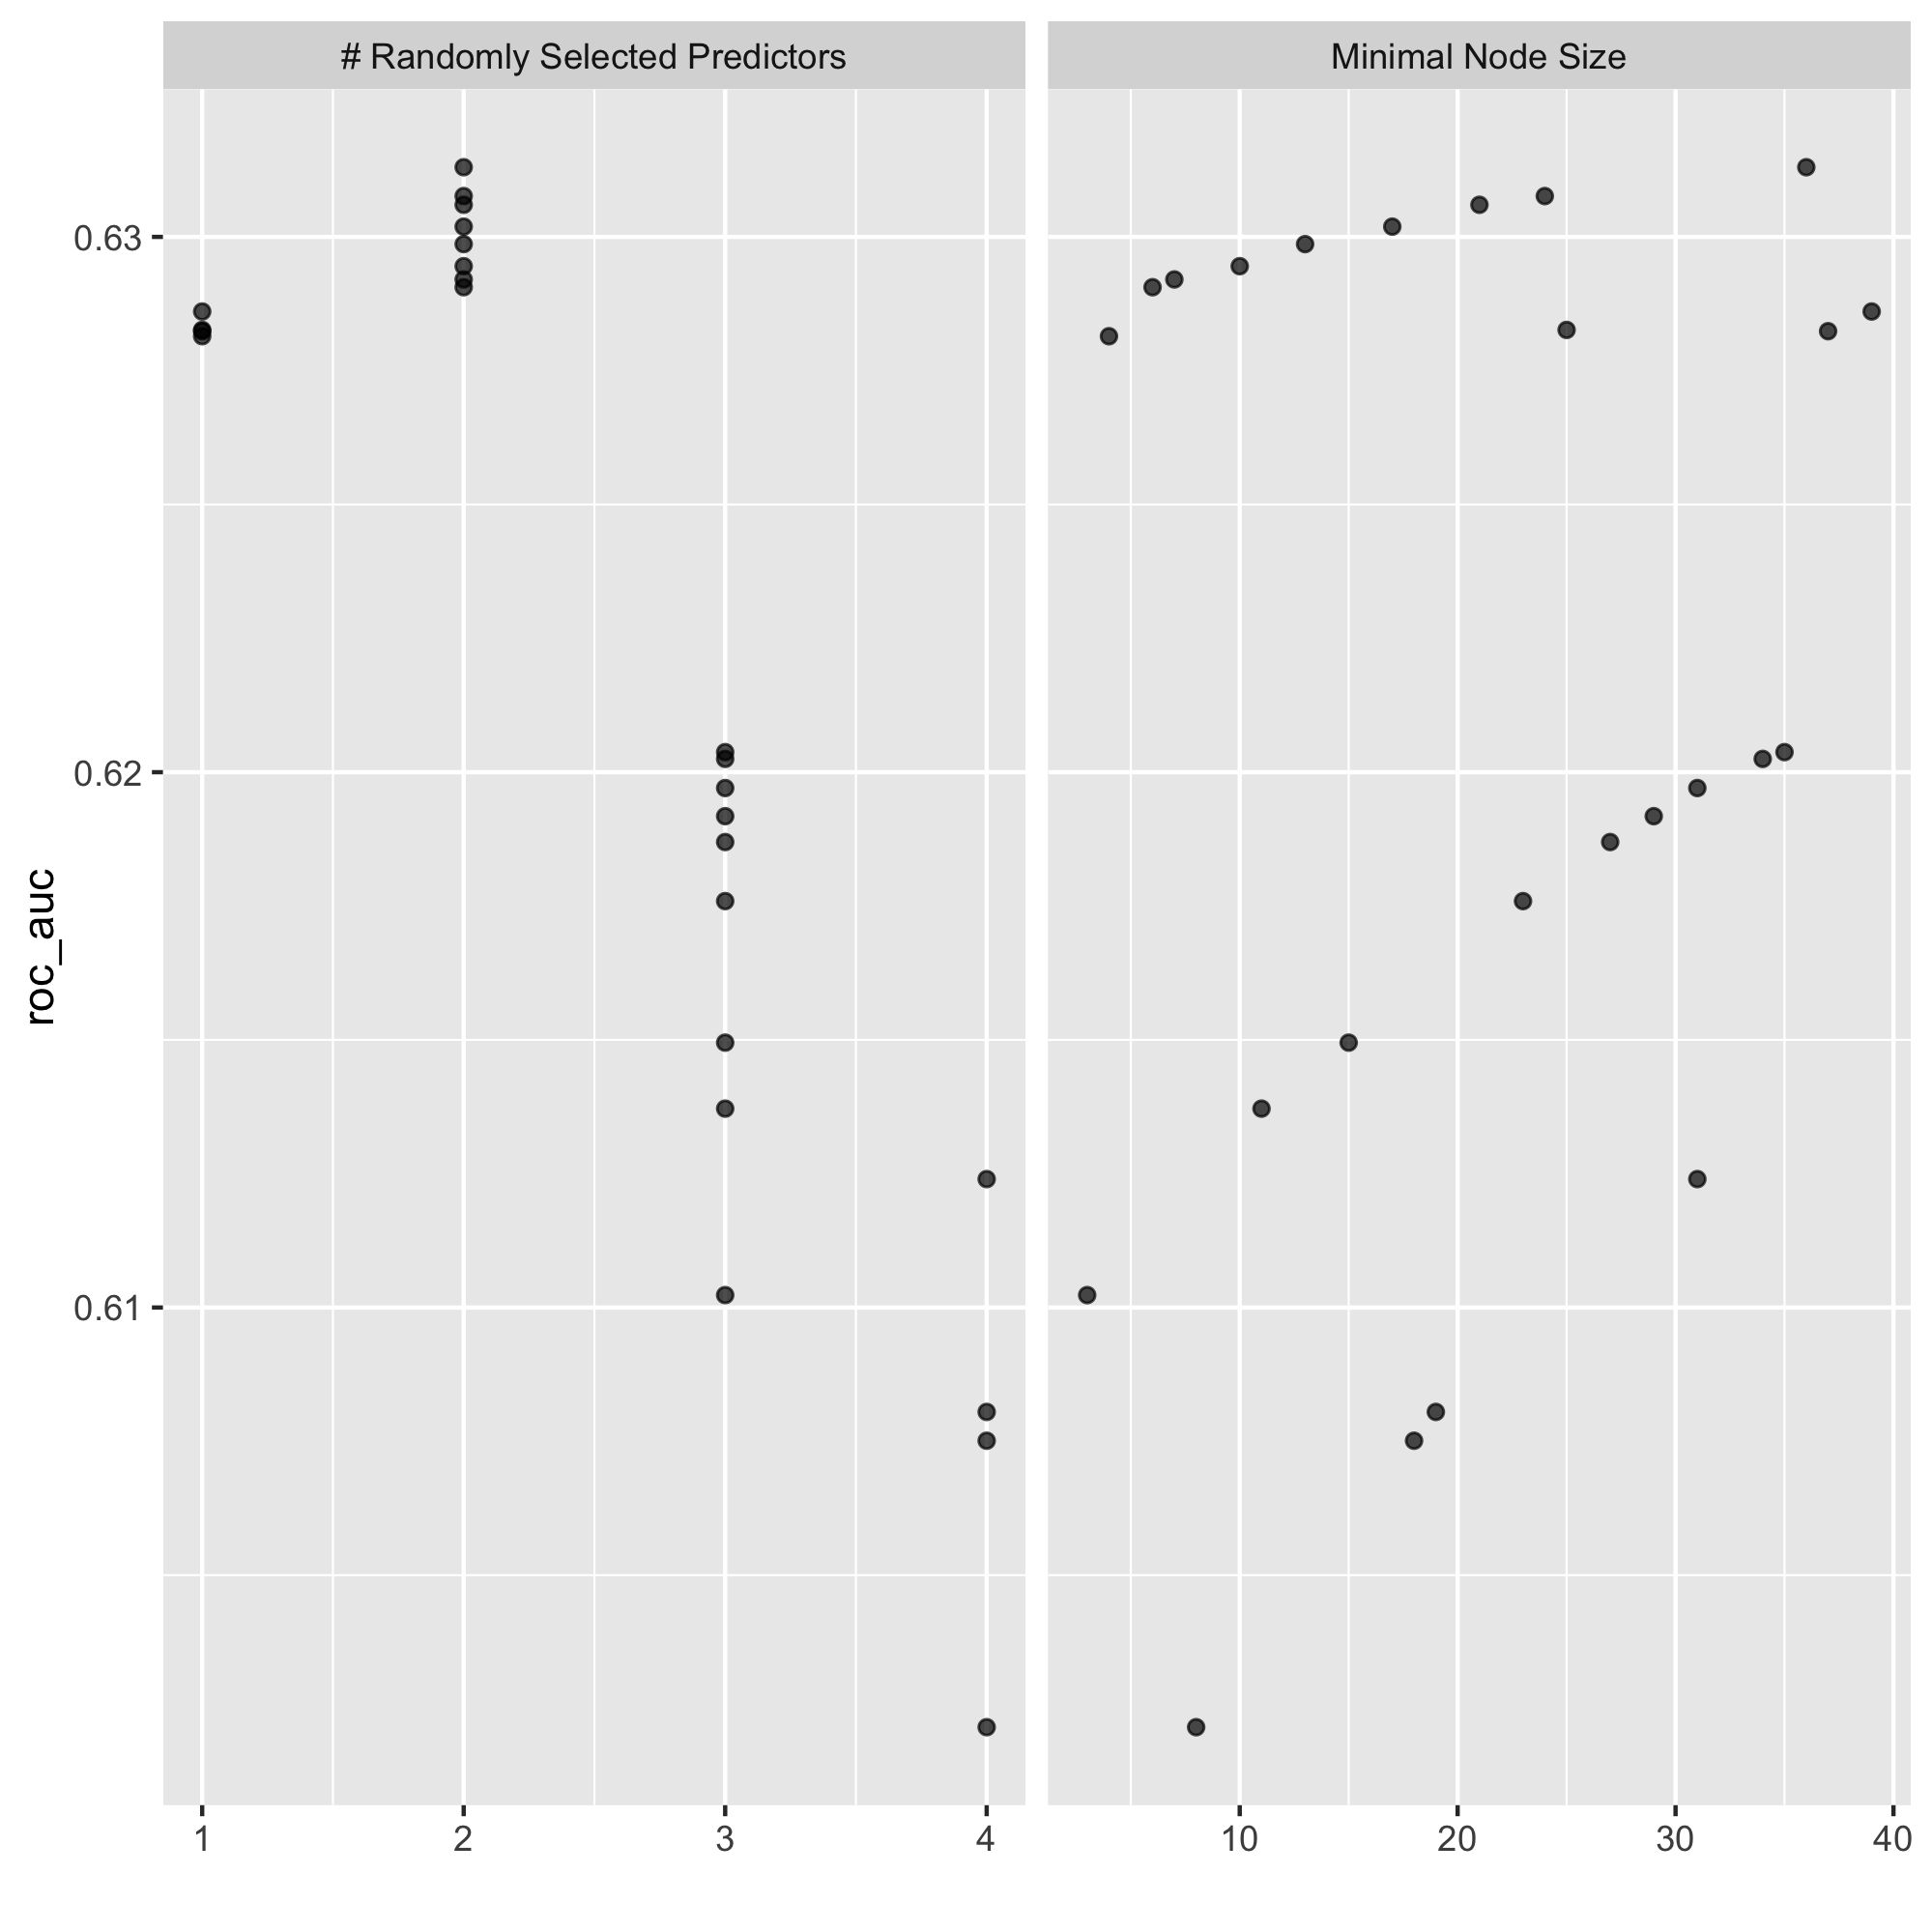 # Randomly Selected Predictors
Minimal Node Size
0.63
0.62
0.61
roc_auc
1 2 3 4
10 20 30 40